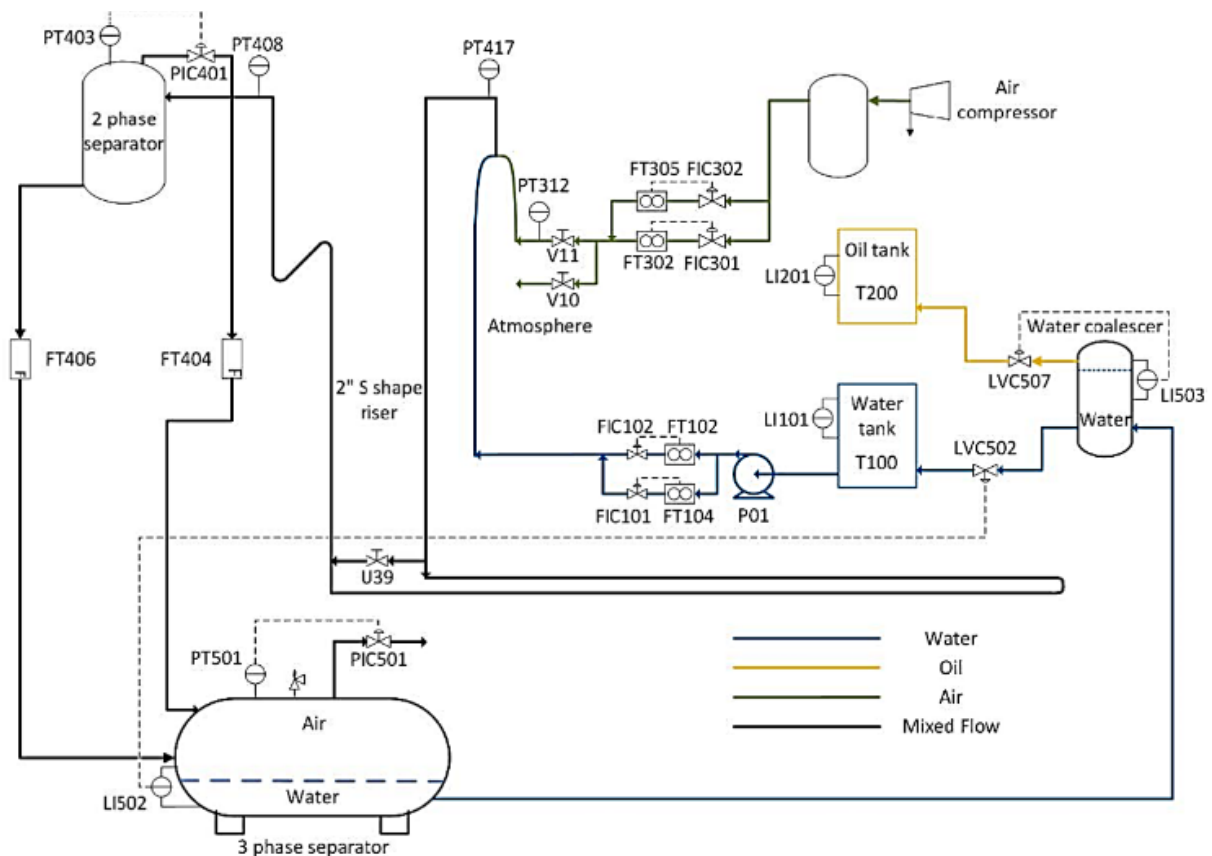 PT403
PIC401
PT408
2 phase
separator
PT417
Air
compressor
FT305
FIC302
PT312
V11
FT302
FIC301
V10
Atmosphere
LI201
Oil tank
T200
Water coalescer
LVC507
LI503
Water
FT406
F
FT404
F
2" S shape
riser
LI101
Water
tank
T100
LVC502
FIC102
FT102
FIC101
FT104
P01
U39
PT501
PIC501
Air
Water
LI502
3 phase separator
Water
Oil
Air
Mixed Flow